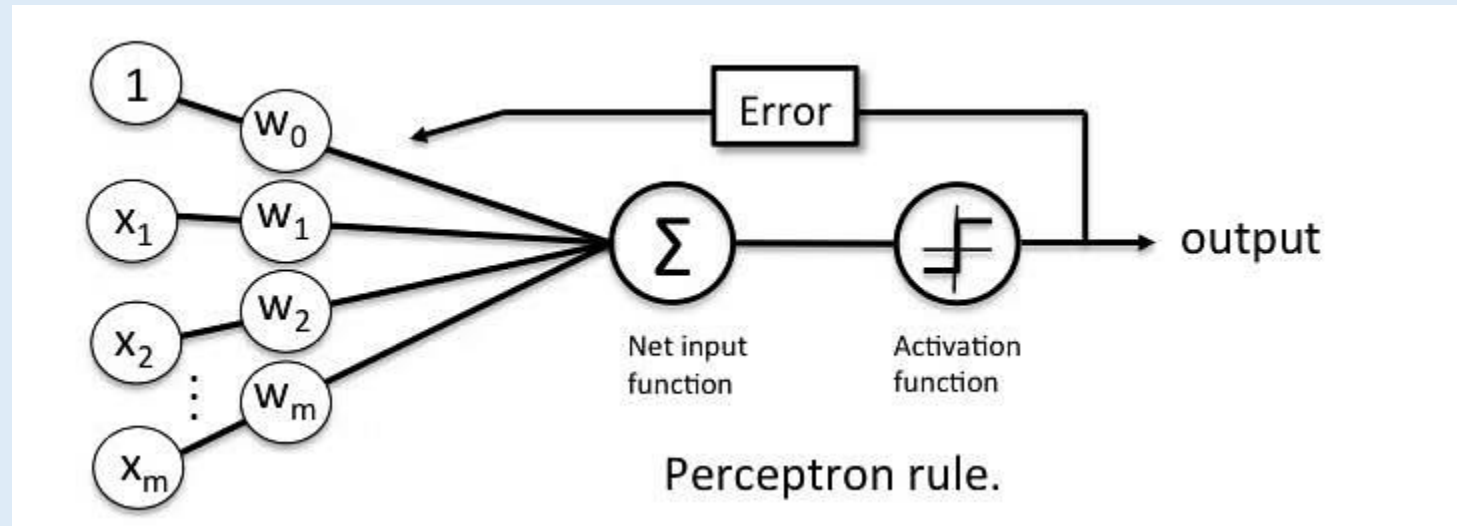 1
w₀
Error
x₁
w₁
Σ
output
x₂
w₂
Net input
function
Activation
function
⋮
wₘ
xₘ
Perceptron rule.